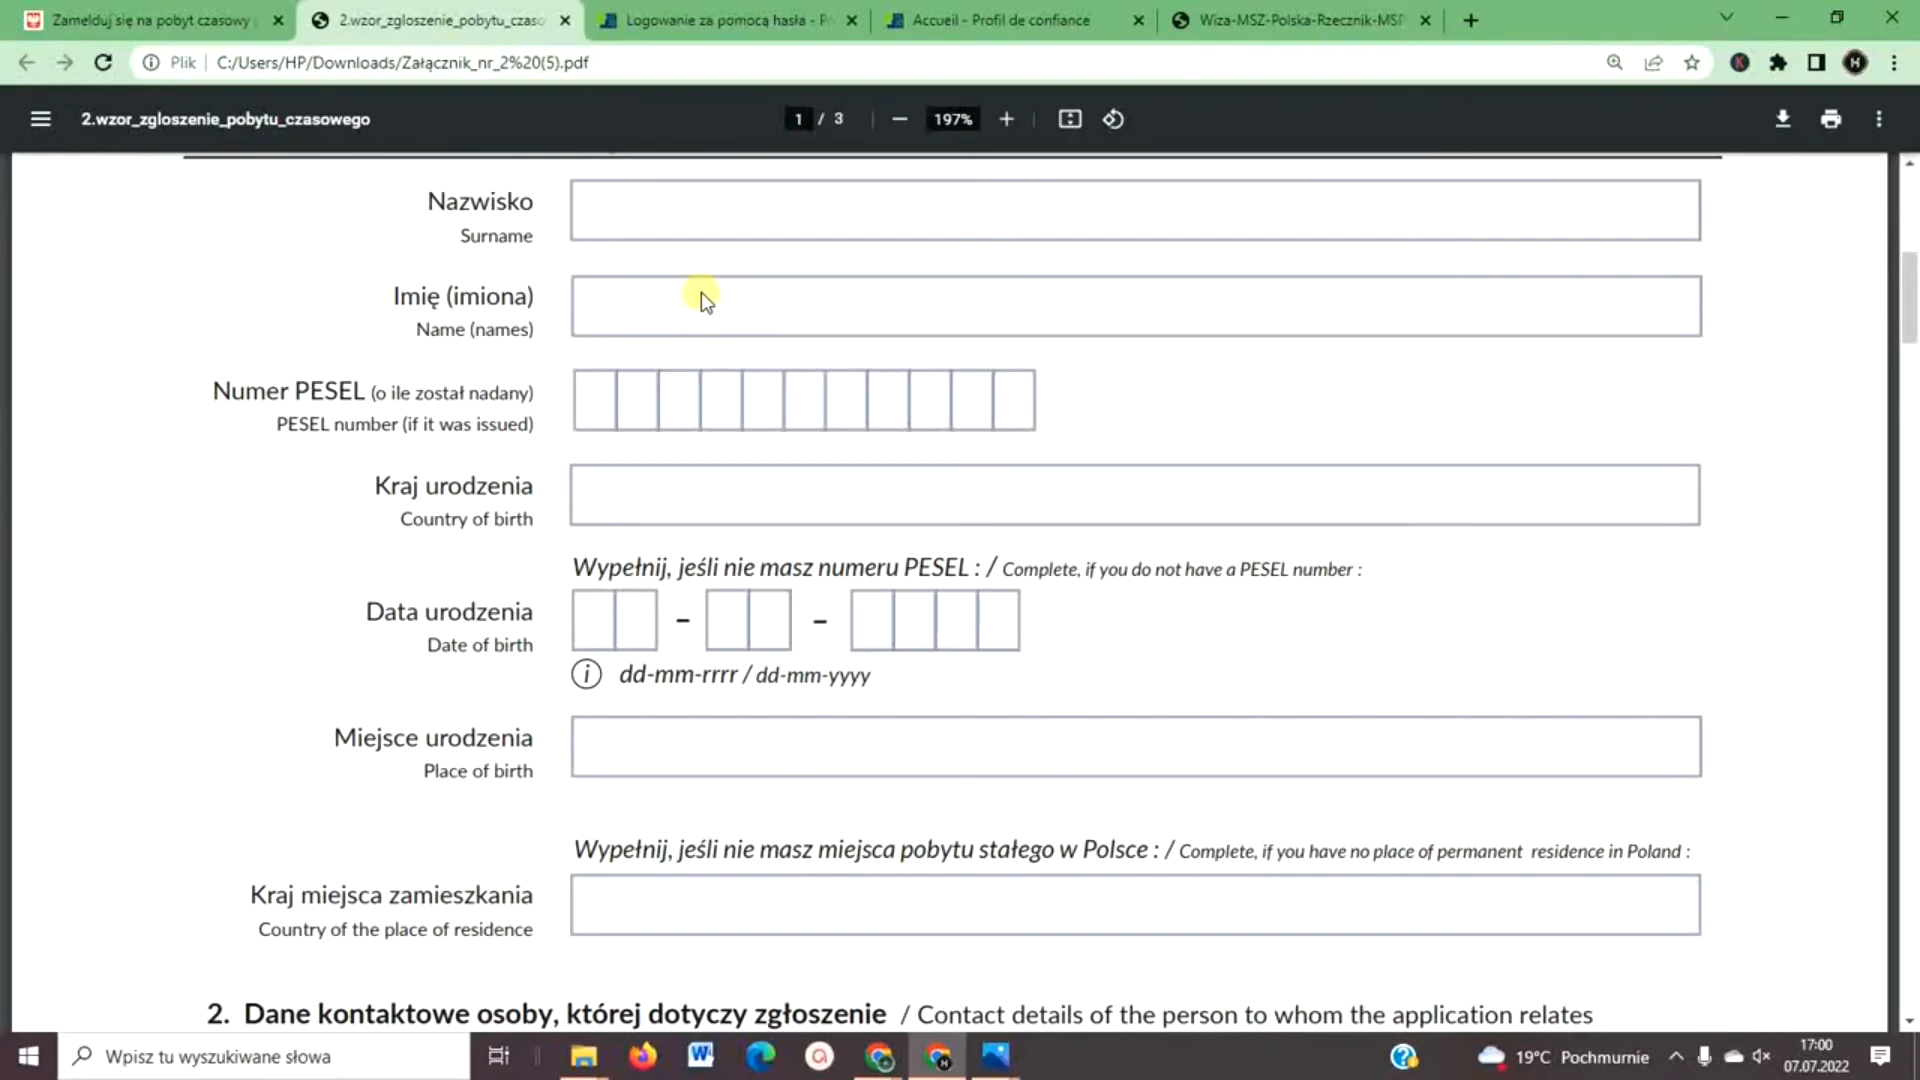 Zamelduj się na pobyt czasowy
2.wzor_zgloszenie_pobytu_czaso
Logowanie za pomocą hasła - P
Accueil - Profil de confiance
Wiza-MSZ-Polska-Rzecznik-MSP
Plik
C:/Users/HP/Downloads/Załącznik_nr_2%20(5).pdf
2.wzor_zgloszenie_pobytu_czasowego
1 / 3
197%
Nazwisko
Surname
Imię (imiona)
Name (names)
Numer PESEL (o ile został nadany)
PESEL number (if it was issued)
Kraj urodzenia
Country of birth
Wypełnij, jeśli nie masz numeru PESEL : / Complete, if you do not have a PESEL number :
Data urodzenia
Date of birth
dd-mm-rrrr / dd-mm-yyyy
Miejsce urodzenia
Place of birth
Wypełnij, jeśli nie masz miejsca pobytu stałego w Polsce : / Complete, if you have no place of permanent residence in Poland :
Kraj miejsca zamieszkania
Country of the place of residence
2. Dane kontaktowe osoby, której dotyczy zgłoszenie / Contact details of the person to whom the application relates
Wpisz tu wyszukiwane słowa
19°C Pochmurnie
17:00
07.07.2022